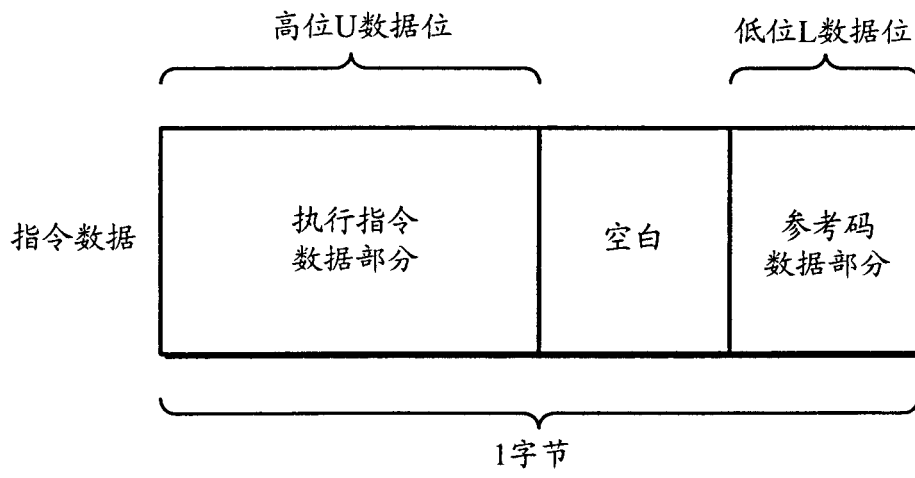 高位U数据位
低位L数据位
指令数据
执行指令
数据部分
空白
参考码
数据部分
1字节